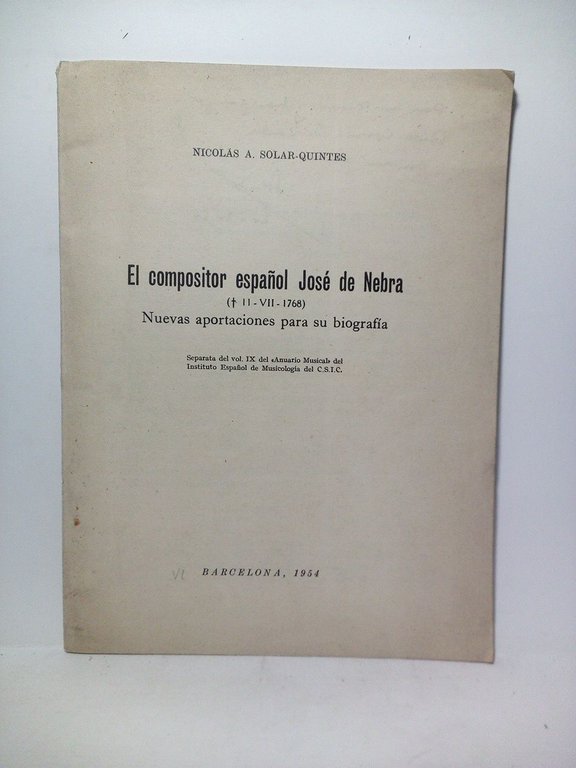 NICOLÁS A. SOLAR-QUINTES
El compositor español José de Nebra
(† II-VII-1768)
Nuevas aportaciones para su biografía
Separata del vol. IX del «Anuario Musical» del
Instituto Español de Musicología del C.S.I.C.
BARCELONA, 1954